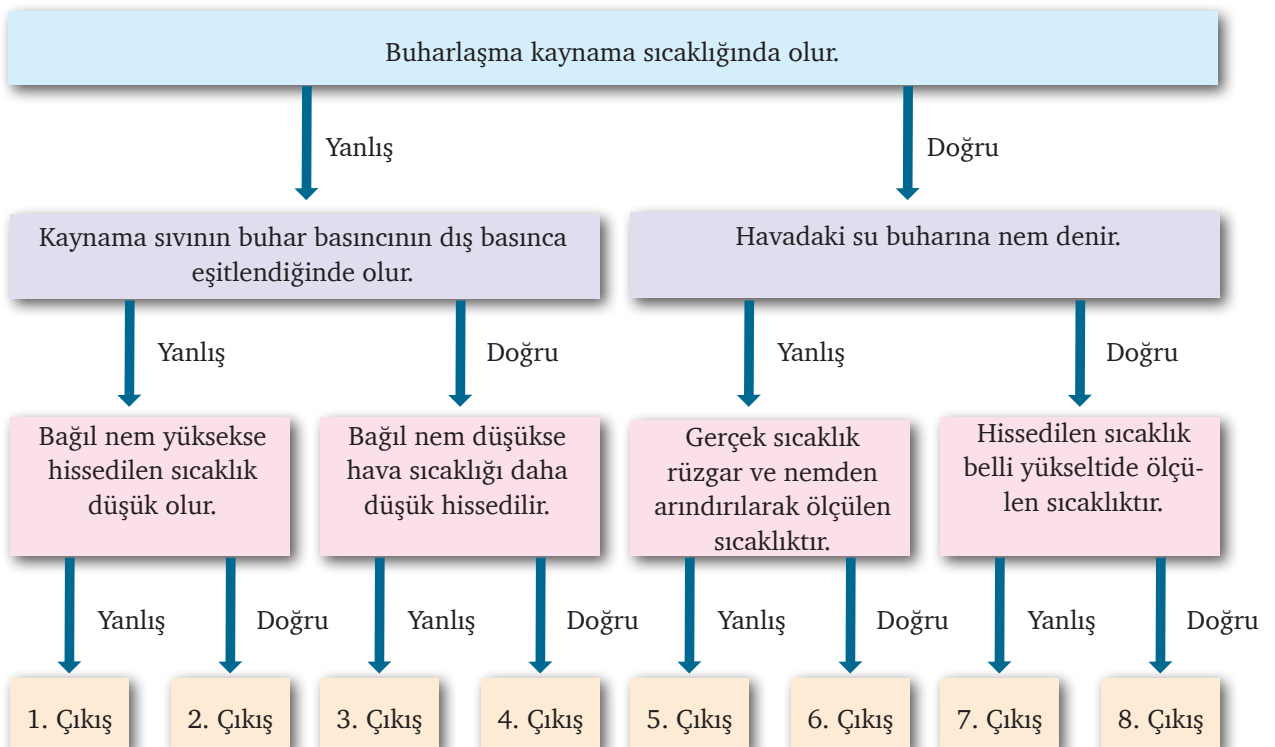 Buharlaşma kaynama sıcaklığında olur.
Yanlış
Doğru
Kaynama sıvının buhar basıncının dış basınca
eşitlendiğinde olur.
Havadaki su buharına nem denir.
Yanlış
Doğru
Yanlış
Doğru
Bağıl nem yüksekse
hissedilen sıcaklık
düşük olur.
Bağıl nem düşükse
hava sıcaklığı daha
düşük hissedilir.
Gerçek sıcaklık
rüzgar ve nemden
arındırılarak ölçülen
sıcaklıktır.
Hissedilen sıcaklık
belli yükseltide ölçü-
len sıcaklıktır.
Yanlış
Doğru
Yanlış
Doğru
Yanlış
Doğru
Yanlış
Doğru
1. Çıkış
2. Çıkış
3. Çıkış
4. Çıkış
5. Çıkış
6. Çıkış
7. Çıkış
8. Çıkış